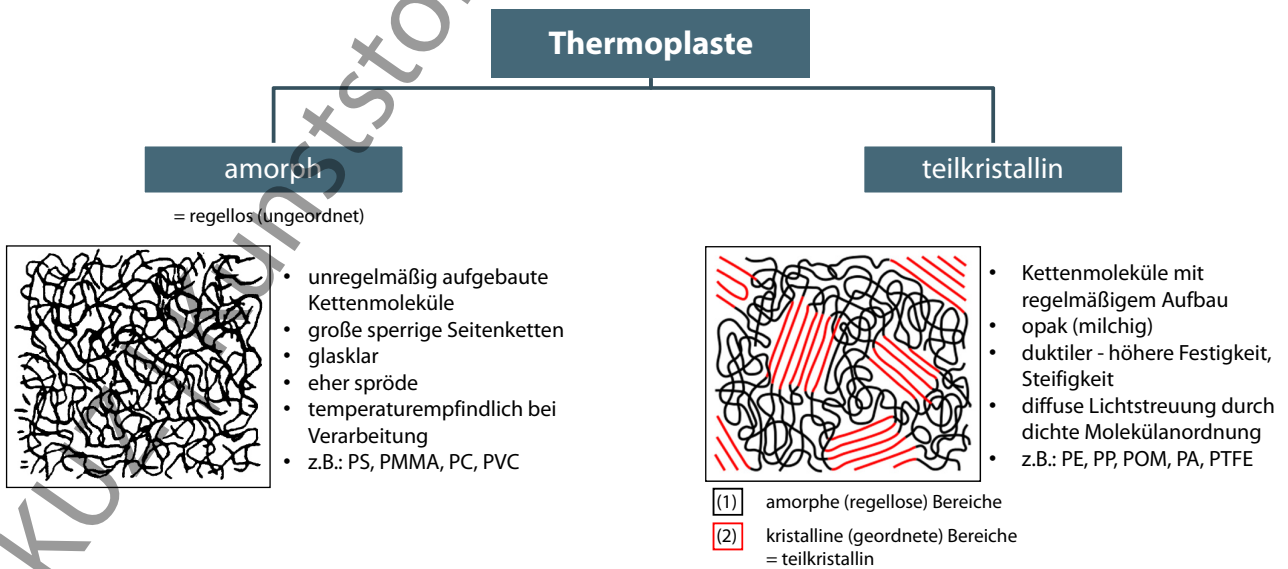 Thermoplaste
amorph
= regellos (ungeordnet)
• unregelmäßig aufgebaute
Kettenmoleküle
• große sperrige Seitenketten
• glasklar
• eher spröde
• temperaturempfindlich bei
Verarbeitung
• z.B.: PS, PMMA, PC, PVC
teilkristallin
• Kettenmoleküle mit
regelmäßigem Aufbau
• opak (milchig)
• duktiler - höhere Festigkeit,
Steifigkeit
• diffuse Lichtstreuung durch
dichte Molekülanordnung
• z.B.: PE, PP, POM, PA, PTFE
(1) amorphe (regellose) Bereiche
(2) kristalline (geordnete) Bereiche
= teilkristallin